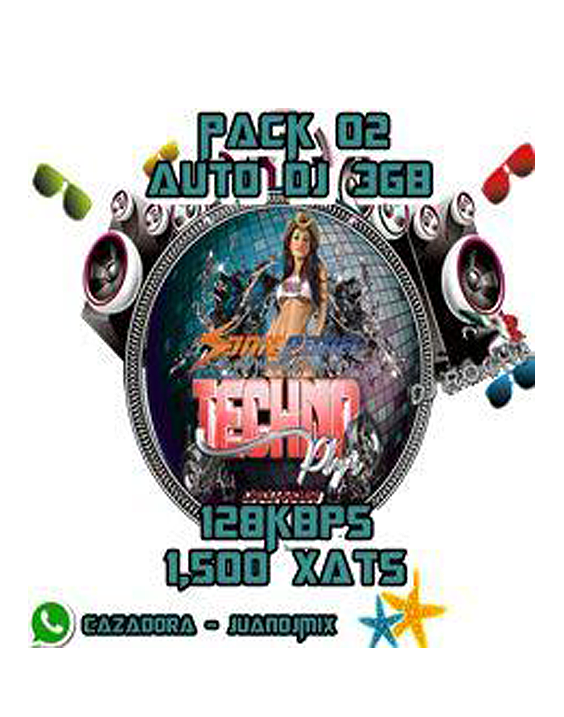 PACK 02
AUTO DJ 3GB
TECHNO
128KBPS
1,500 XATS
CAZADORA - JUANDJMIX